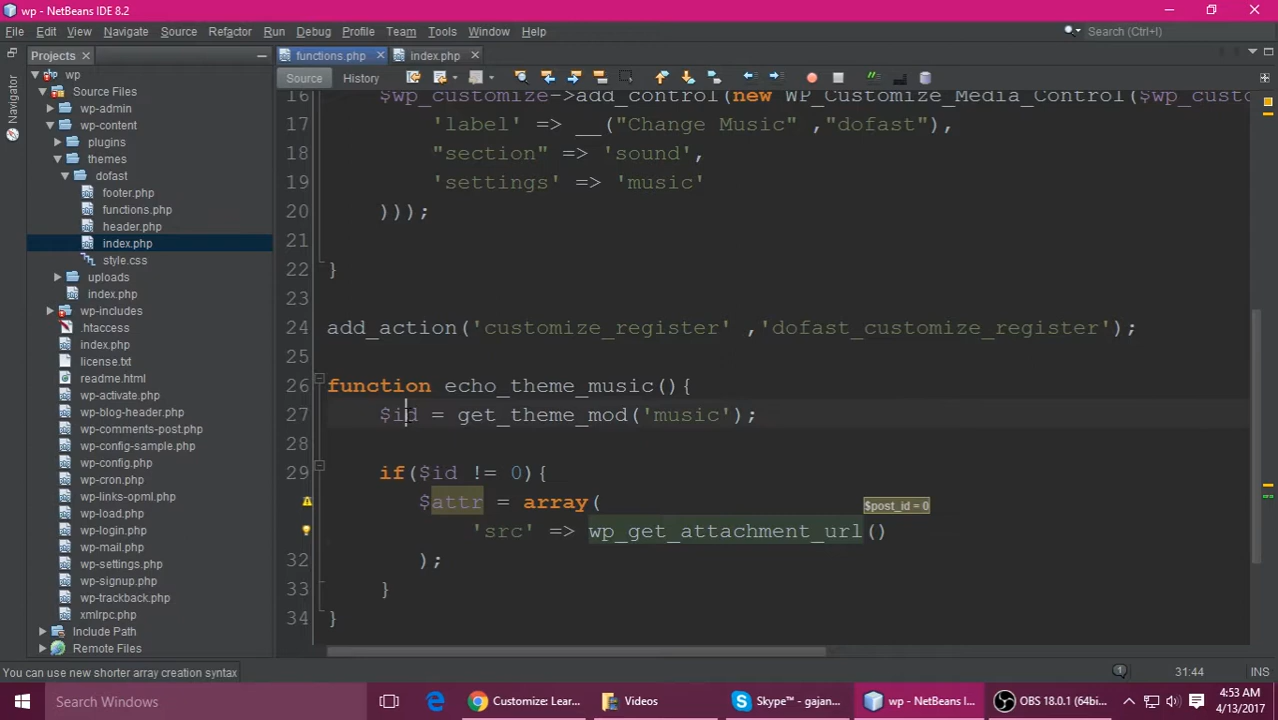 wp - NetBeans IDE 8.2
File Edit View Navigate Source Refactor Run Debug Profile Team Tools Window Help
Search (Ctrl+I)
Projects
functions.php index.php
Navigator
Source History
wp
Source Files
wp-admin
wp-content
plugins
themes
dofast
footer.php
functions.php
header.php
index.php
style.css
uploads
index.php
wp-includes
.htaccess
index.php
license.txt
readme.html
wp-activate.php
wp-blog-header.php
wp-comments-post.php
wp-config-sample.php
wp-config.php
wp-cron.php
wp-links-opml.php
wp-load.php
wp-login.php
wp-mail.php
wp-settings.php
wp-signup.php
wp-trackback.php
xmlrpc.php
Include Path
Remote Files
16 $wp_customize->add_control(new WP_Customize_Media_Control($wp_custo
17 'label' => __("Change Music" ,"dofast"),
18 "section" => 'sound',
19 'settings' => 'music'
20 )));
21
22 }
23
24 add_action('customize_register' ,'dofast_customize_register');
25
26 function echo_theme_music(){
27 $id = get_theme_mod('music');
28
29 if($id != 0){
$attr = array(
$post_id = 0
'src' => wp_get_attachment_url()
32 );
33 }
34 }
You can use new shorter array creation syntax
1
31:44
INS
Search Windows
Customize: Lear...
Videos
Skype™ - gajan...
wp - NetBeans I...
OBS 18.0.1 (64bi...
4:53 AM
4/13/2017